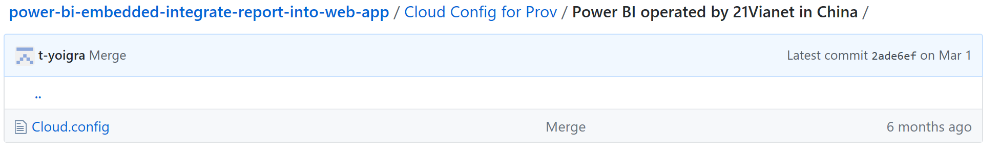 power-bi-embedded-integrate-report-into-web-app / Cloud Config for Prov / Power BI operated by 21Vianet in China /
t-yoigra Merge Latest commit 2ade6ef on Mar 1
..
Cloud.config Merge 6 months ago